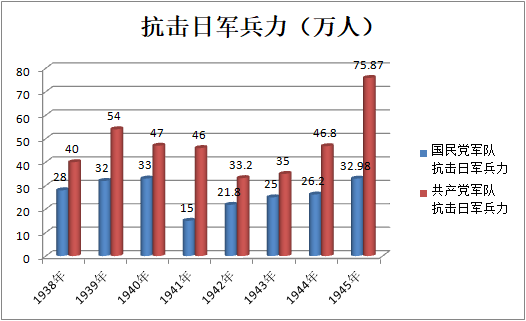 抗击日军兵力（万人）
80
70
60
50
40
30
20
10
0
28
40
32
54
33
47
15
46
21.8
33.2
25
35
26.2
46.8
32.98
75.87
1938年
1939年
1940年
1941年
1942年
1943年
1944年
1945年
国民党军队
抗击日军兵力
共产党军队
抗击日军兵力